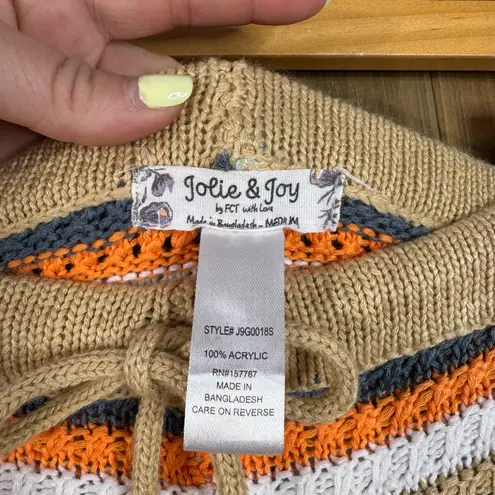 Jolie & Joy
by FCT with Love
Made in Bangladesh - MEDIUM
STYLE# J9G0018S
100% ACRYLIC
RN#157767
MADE IN
BANGLADESH
CARE ON REVERSE